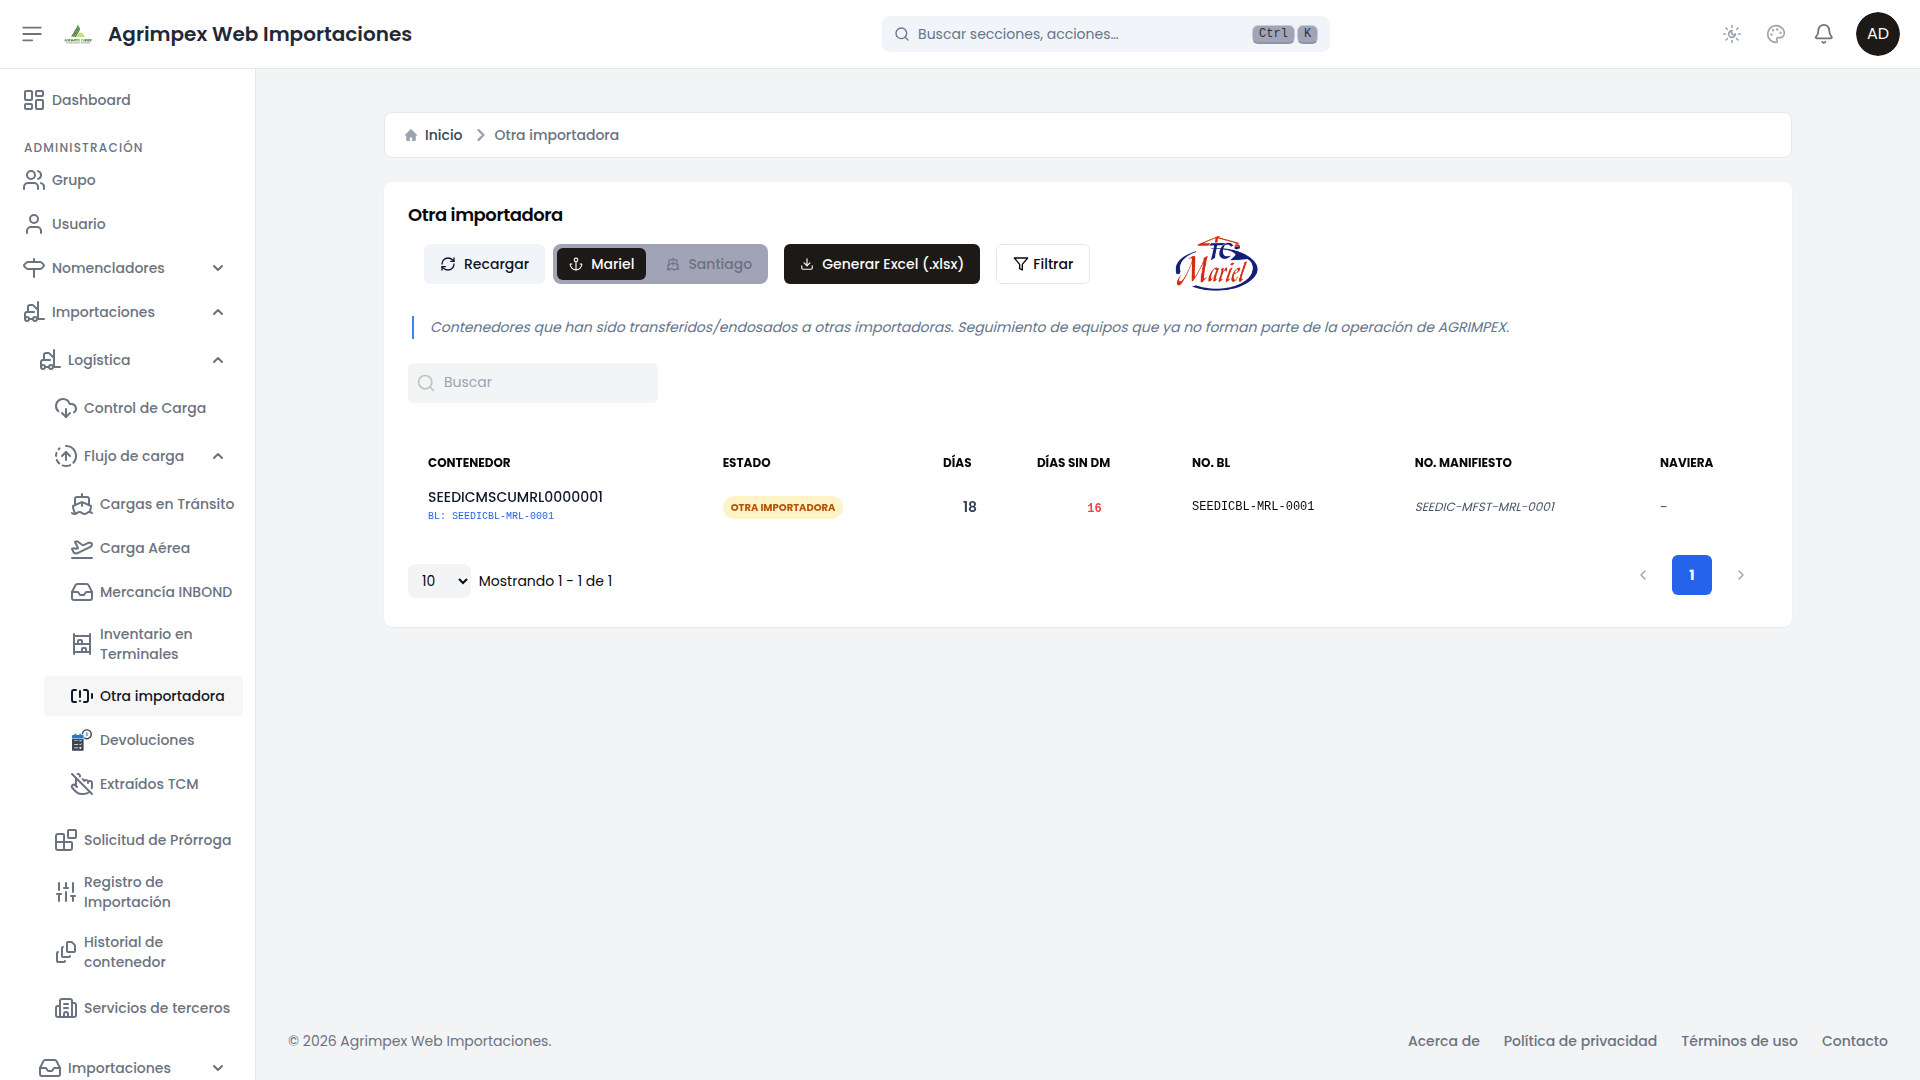 Agrimpex Web Importaciones
Buscar secciones, acciones...
Ctrl K
AD
Dashboard
ADMINISTRACIÓN
Grupo
Usuario
Nomencladores
Importaciones
Logística
Control de Carga
Flujo de carga
Cargas en Tránsito
Carga Aérea
Mercancía INBOND
Inventario en
Terminales
Otra importadora
Devoluciones
Extraídos TCM
Solicitud de Prórroga
Registro de
Importación
Historial de
contenedor
Servicios de terceros
Importaciones
Inicio > Otra importadora
Otra importadora
Recargar
Mariel
Santiago
Generar Excel (.xlsx)
Filtrar
TC
Mariel
Contenedores que han sido transferidos/endosados a otras importadoras. Seguimiento de equipos que ya no forman parte de la operación de AGRIMPEX.
Buscar
CONTENEDOR ESTADO DÍAS DÍAS SIN DM NO. BL NO. MANIFIESTO NAVIERA
SEEDICMSCUMRL0000001 OTRA IMPORTADORA 18 16 SEEDICBL-MRL-0001 SEEDIC-MFST-MRL-0001 -
BL: SEEDICBL-MRL-0001
10 Mostrando 1 - 1 de 1
1
© 2026 Agrimpex Web Importaciones.
Acerca de Política de privacidad Términos de uso Contacto